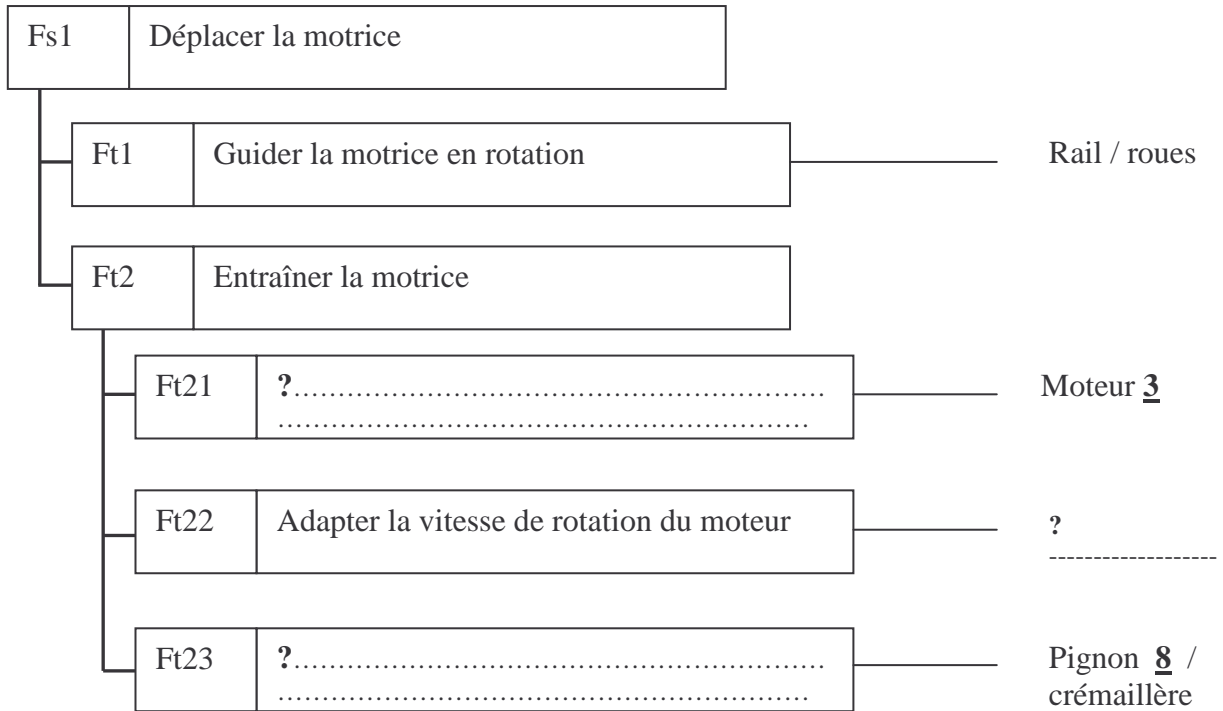 Fs1 Déplacer la motrice
Ft1 Guider la motrice en rotation Rail / roues
Ft2 Entraîner la motrice
Ft21 ?............................................................ Moteur 3
............................................................
Ft22 Adapter la vitesse de rotation du moteur ?
-------------------
Ft23 ?............................................................ Pignon 8 /
............................................................ crémaillère